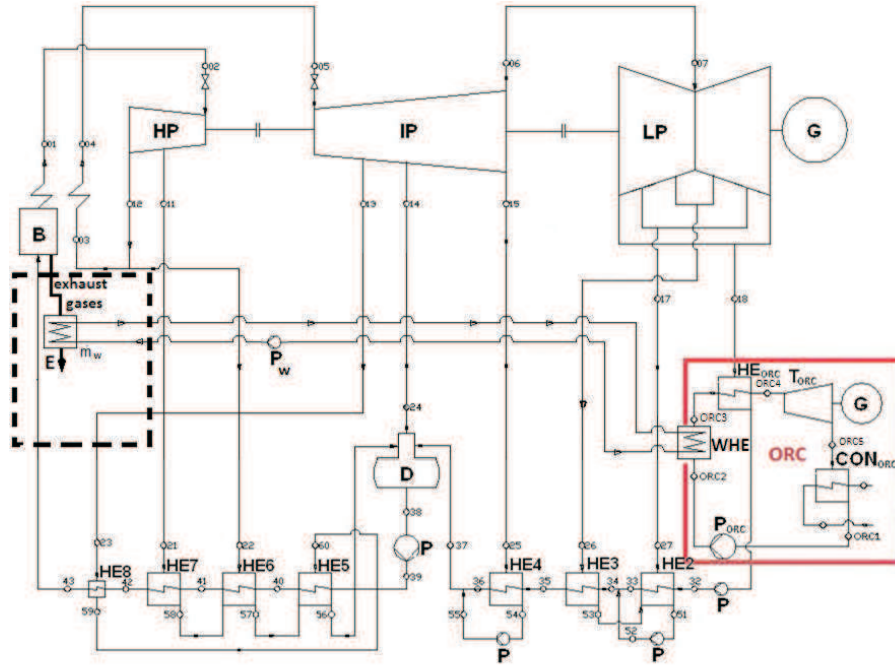 02
05
06
07
HP
IP
LP
G
01
04
12
11
13
14
15
B
03
17
18
exhaust
gases
E
ṁw
Pw
HEORC
TORC
ORC4
G
ORC3
24
WHE
ORC
ORC5
CONORC
ORC2
D
38
PORC
ORC1
23
21
22
60
P
37
25
26
27
39
HE8
HE7
HE6
HE5
HE4
HE3
HE2
43
42
41
40
36
35
34
33
32
P
59
58
57
56
55
54
53
51
52
P
P